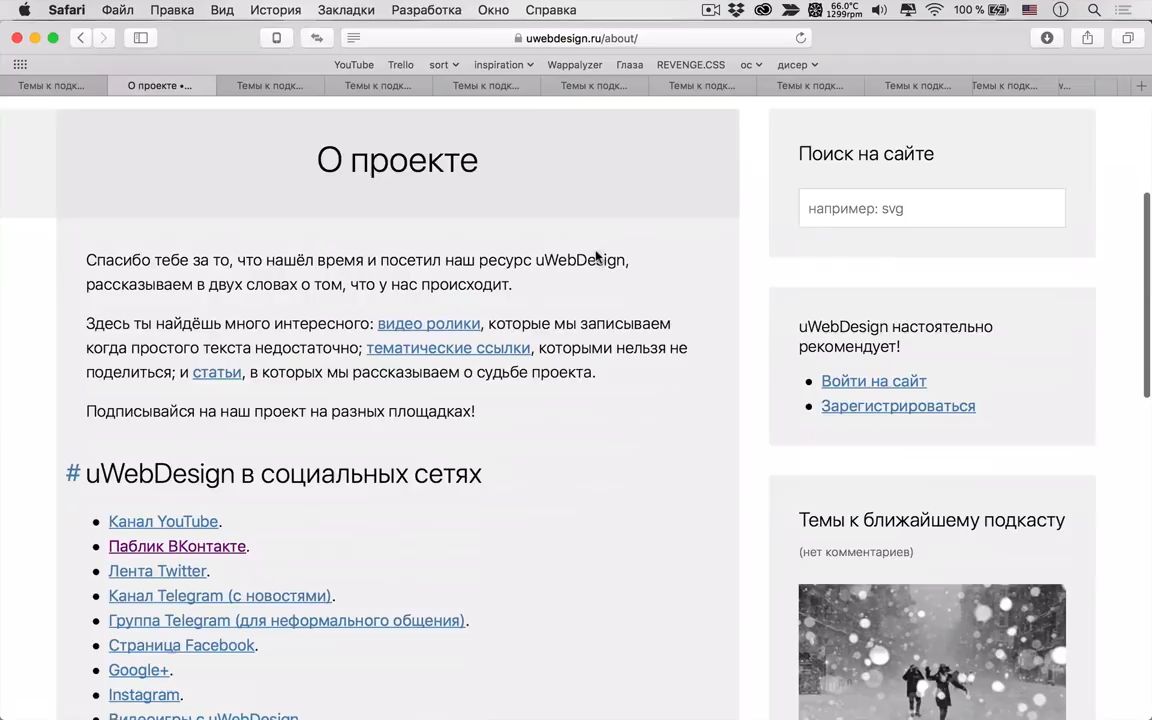 Safari Файл Правка Вид История Закладки Разработка Окно Справка 66.0°C 1299rpm 100 %
uwebdesign.ru/about/
YouTube Trello sort inspiration Wappalyzer Глаза REVENGE.CSS ос дисер
Темы к подк... О проекте •... Темы к подк... Темы к подк... Темы к подк... Темы к подк... Темы к подк... Темы к подк... Темы к подк... Темы к подк... v...
О проекте
Спасибо тебе за то, что нашёл время и посетил наш ресурс uWebDesign,
рассказываем в двух словах о том, что у нас происходит.
Здесь ты найдёшь много интересного: видео ролики, которые мы записываем
когда простого текста недостаточно; тематические ссылки, которыми нельзя не
поделиться; и статьи, в которых мы рассказываем о судьбе проекта.
Подписывайся на наш проект на разных площадках!
# uWebDesign в социальных сетях
Канал YouTube.
Паблик ВКонтакте.
Лента Twitter.
Канал Telegram (с новостями).
Группа Telegram (для неформального общения).
Страница Facebook.
Google+.
Instagram.
Видеоигры с uWebDesign
Поиск на сайте
например: svg
uWebDesign настоятельно
рекомендует!
Войти на сайт
Зарегистрироваться
Темы к ближайшему подкасту
(нет комментариев)